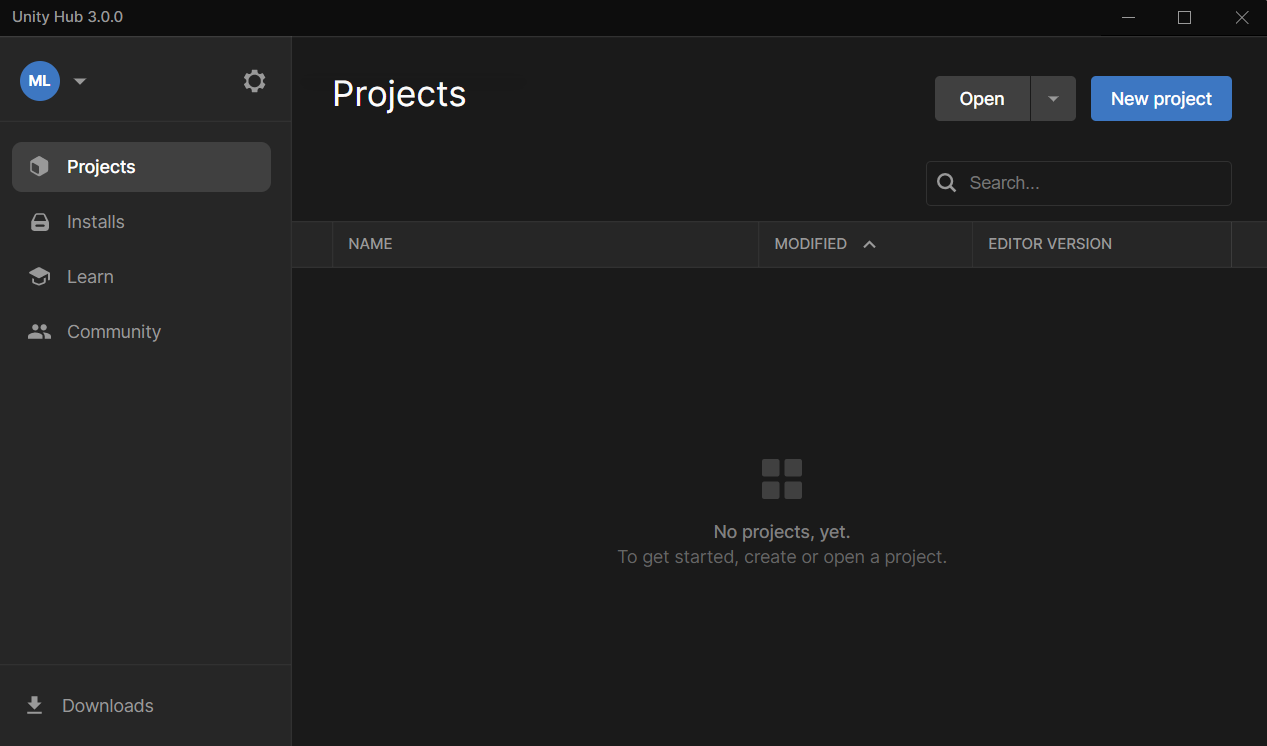 Unity Hub 3.0.0
ML
Projects
Installs
Learn
Community
Downloads
Projects
Open
New project
Search...
NAME MODIFIED EDITOR VERSION
No projects, yet.
To get started, create or open a project.